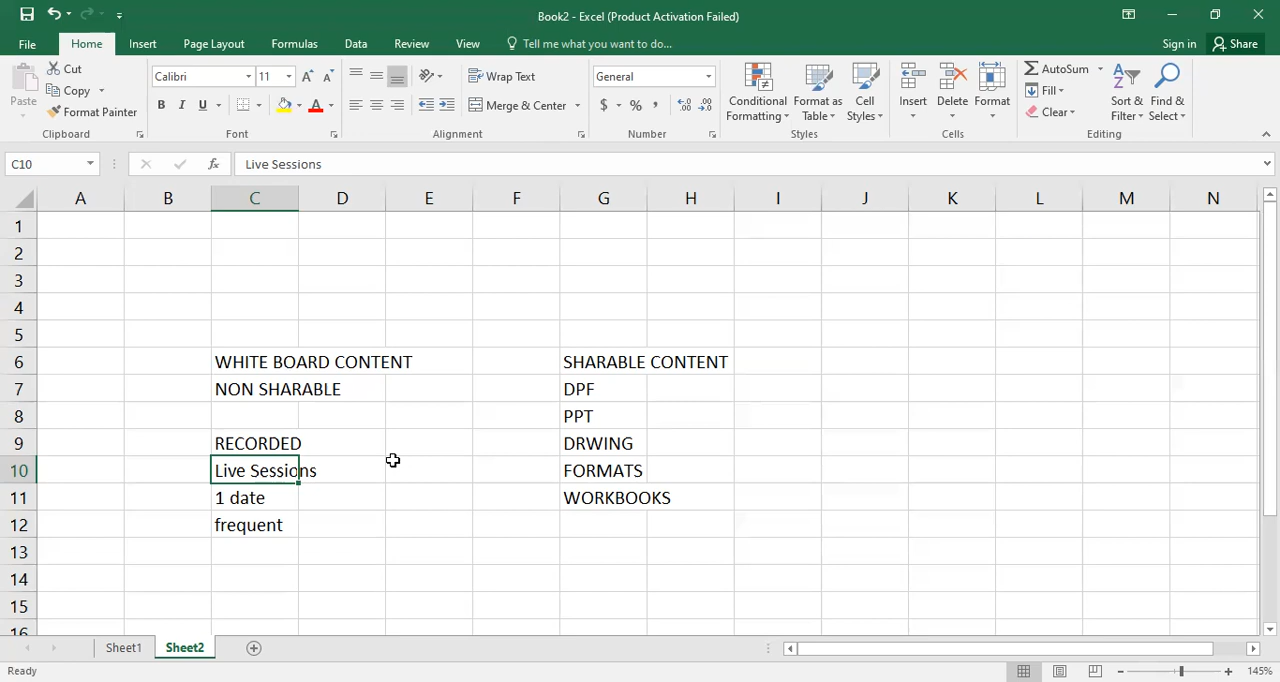 Book2 - Excel (Product Activation Failed)
File Home Insert Page Layout Formulas Data Review View Tell me what you want to do... Sign in Share
Paste Cut Copy Format Painter Clipboard
Calibri 11 A A B I U A Font
Wrap Text Merge & Center Alignment
General $ % , Number
Conditional Formatting Format as Table Cell Styles Styles
Insert Delete Format Cells
AutoSum Fill Clear Sort & Filter Find & Select Editing
C10 fx Live Sessions
A B C D E F G H I J K L M N
1
2
3
4
5
6 WHITE BOARD CONTENT SHARABLE CONTENT
7 NON SHARABLE DPF
8 PPT
9 RECORDED DRWING
10 Live Sessions FORMATS
11 1 date WORKBOOKS
12 frequent
13
14
15
16
Sheet1 Sheet2
Ready 145%